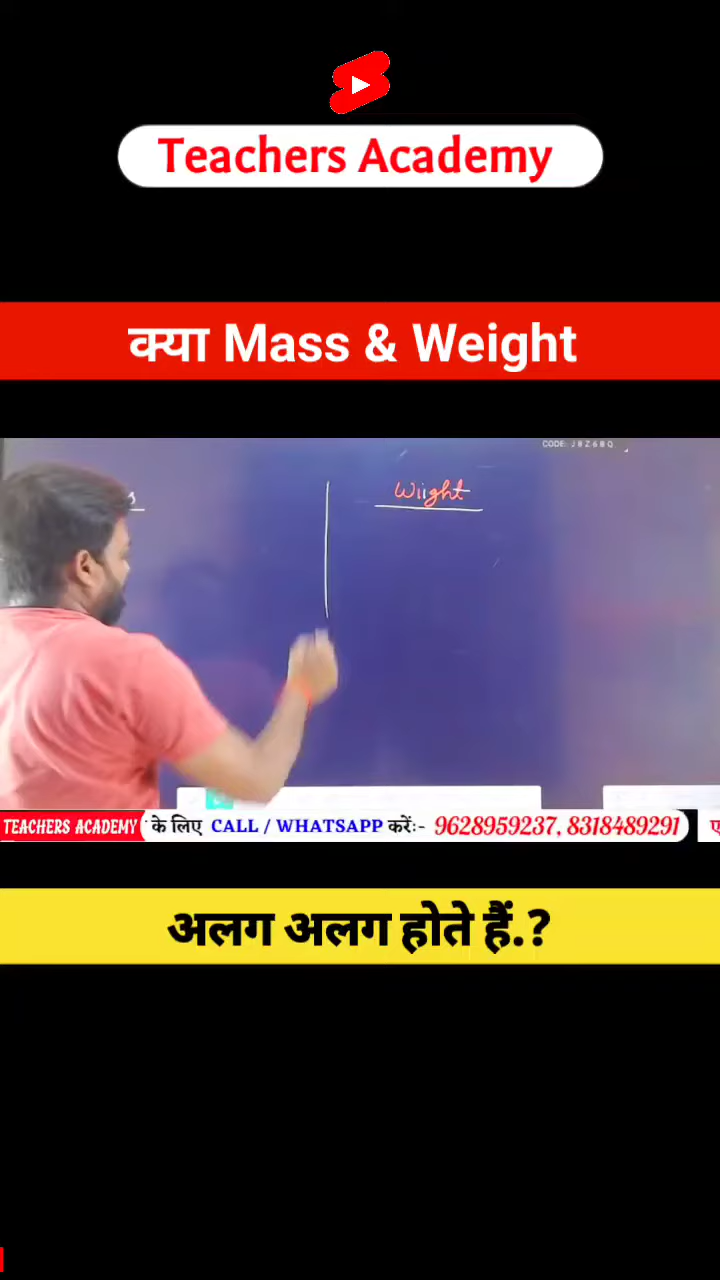 Teachers Academy
क्या Mass & Weight
CODE: J8Z68Q
Wiight
TEACHERS ACADEMY के लिए CALL / WHATSAPP करें:- 9628959237, 8318489291
अलग अलग होते हैं.?